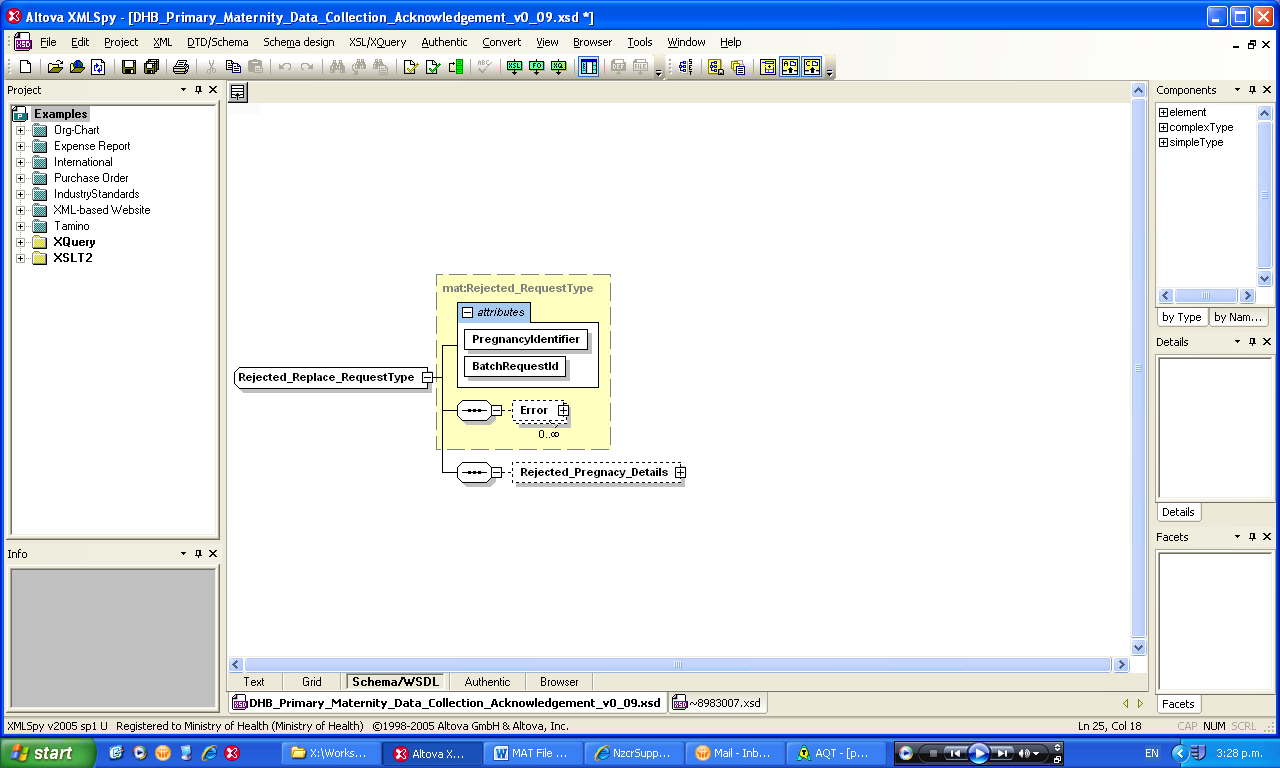 Altova XMLSpy - [DHB_Primary_Maternity_Data_Collection_Acknowledgement_v0_09.xsd *]
File Edit Project XML DTD/Schema Schema design XSL/XQuery Authentic Convert View Browser Tools Window Help
Project
Examples
Org-Chart
Expense Report
International
Purchase Order
IndustryStandards
XML-based Website
Tamino
XQuery
XSLT2
Info
mat:Rejected_RequestType
attributes
PregnancyIdentifier
BatchRequestId
Rejected_Replace_RequestType
Error
0..∞
Rejected_Pregnacy_Details
Components
element
complexType
simpleType
by Type by Nam...
Details
Details
Facets
Facets
Text Grid Schema/WSDL Authentic Browser
DHB_Primary_Maternity_Data_Collection_Acknowledgement_v0_09.xsd ~8083007.xsd
XMLSpy v2005 sp1 U Registered to Ministry of Health (Ministry of Health) ©1998-2005 Altova GmbH & Altova, Inc. Ln 25, Col 18 CAP NUM SCRL
start X:\Works... Altova X... MAT File ... NzcrSupp... Mail - Inb... AQT - [p... EN 3:28 p.m.